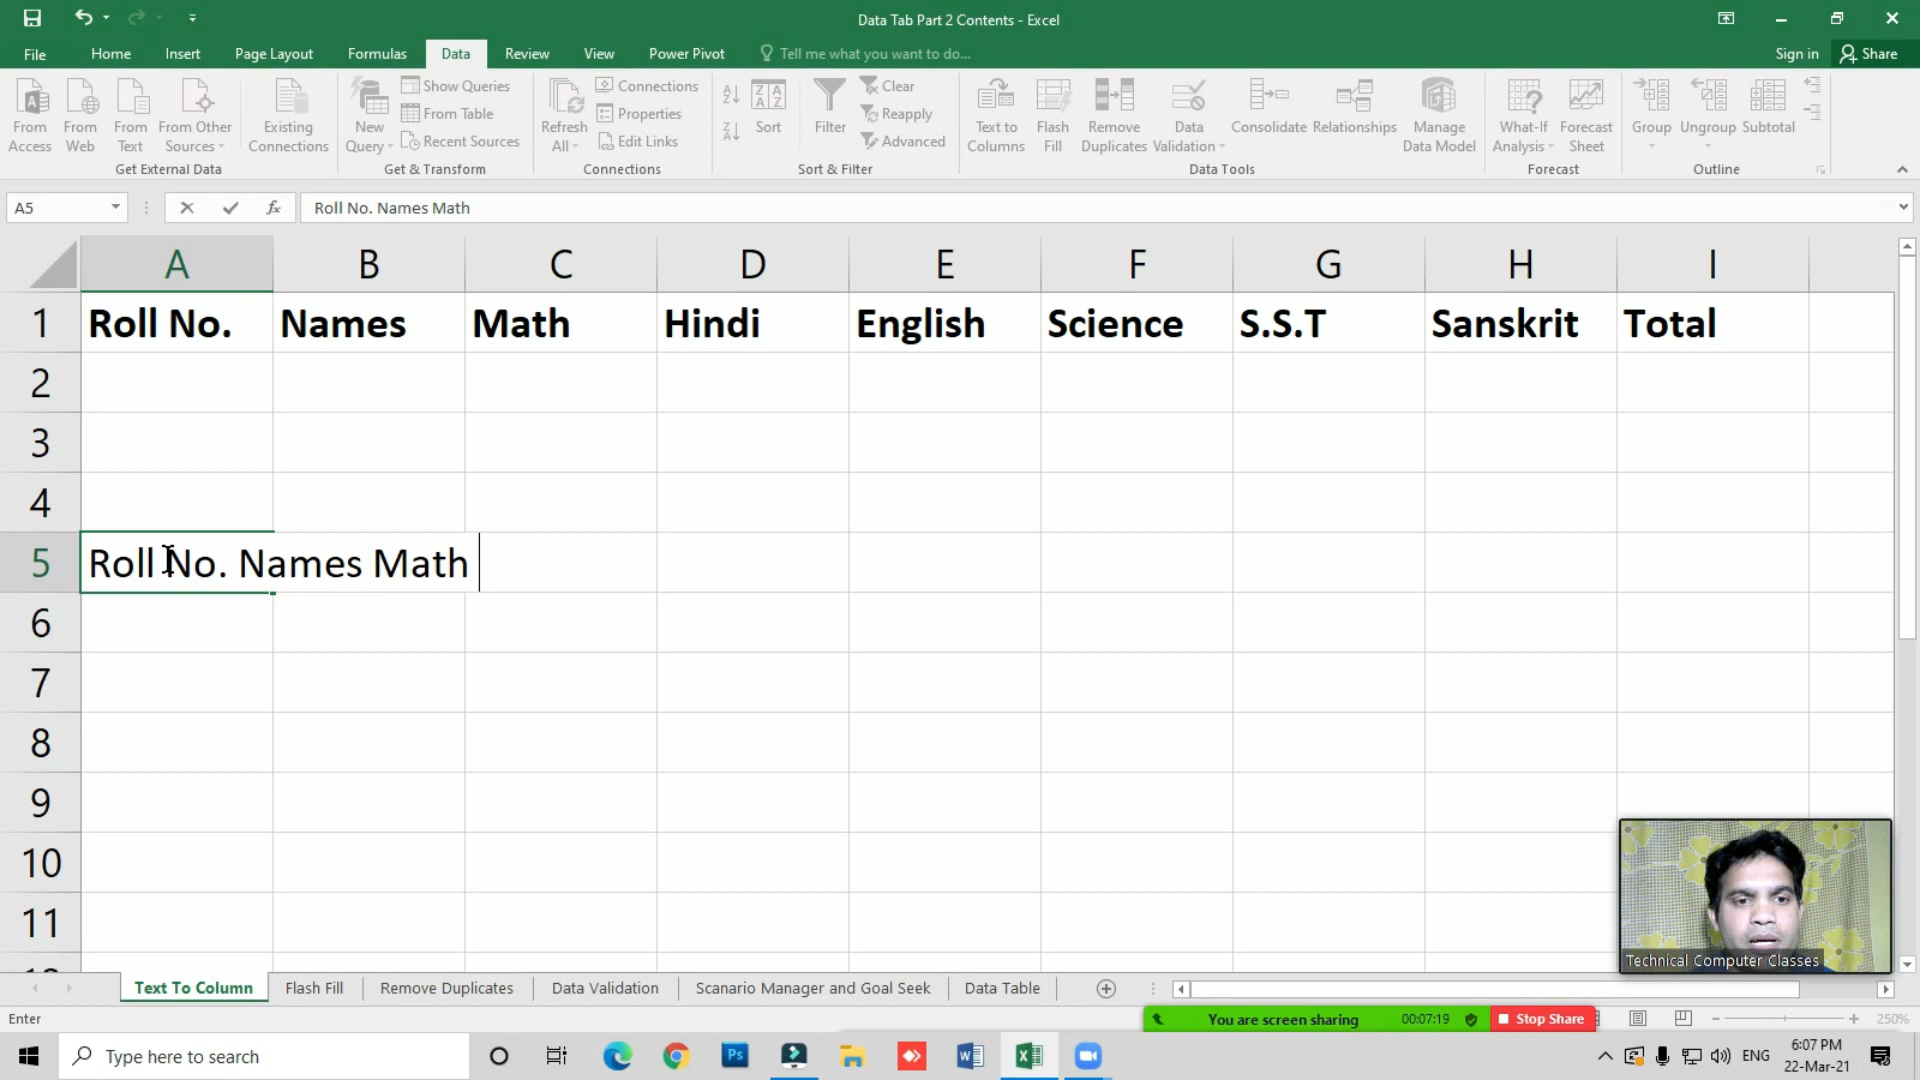 Data Tab Part 2 Contents - Excel
File Home Insert Page Layout Formulas Data Review View Power Pivot Tell me what you want to do... Sign in Share
From Access
From Web
From Text
From Other Sources
Existing Connections
Get External Data
New Query
Show Queries
From Table
Recent Sources
Get & Transform
Refresh All
Connections
Properties
Edit Links
Connections
Sort
Filter
Clear
Reapply
Advanced
Sort & Filter
Text to Columns
Flash Fill
Remove Duplicates
Data Validation
Consolidate
Relationships
Manage Data Model
Data Tools
What-If Analysis
Forecast Sheet
Forecast
Group
Ungroup
Subtotal
Outline
A5 fx Roll No. Names Math
A B C D E F G H I
1 Roll No. Names Math Hindi English Science S.S.T Sanskrit Total
2
3
4
5 Roll No. Names Math
6
7
8
9
10
11
Technical Computer Classes
Text To Column Flash Fill Remove Duplicates Data Validation Scanario Manager and Goal Seek Data Table
Enter You are screen sharing 00:07:19 Stop Share 250%
Type here to search Ps ENG 6:07 PM
22-Mar-21